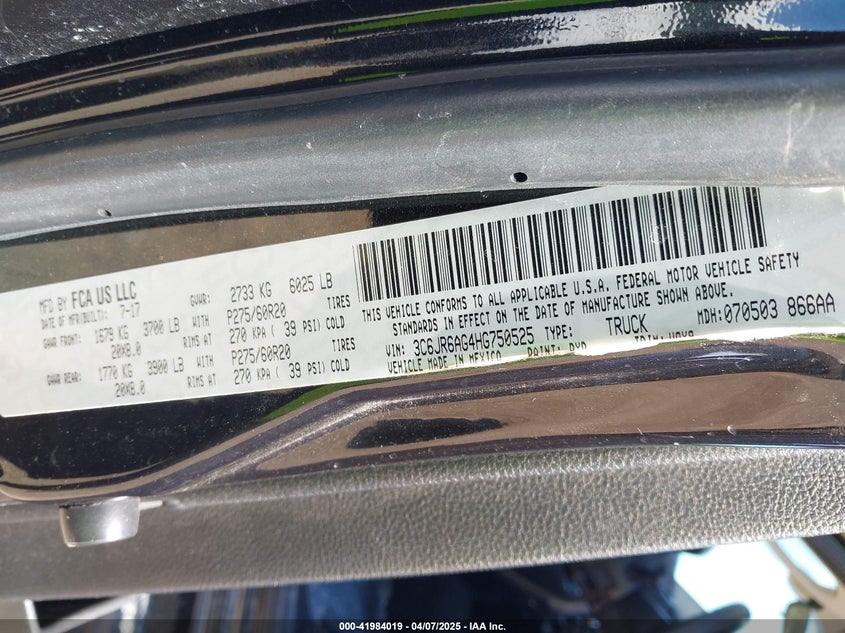 MFD BY FCA US LLC
DATE OF MFR(BUILT): 7-17
GVWR: 2733 KG 6025 LB
GAWR FRONT: 1679 KG 3700 LB WITH P275/60R20 TIRES
20X8.0 RIMS AT 270 KPA ( 39 PSI) COLD
GAWR REAR: 1770 KG 3900 LB WITH P275/60R20 TIRES
20X8.0 RIMS AT 270 KPA ( 39 PSI) COLD
THIS VEHICLE CONFORMS TO ALL APPLICABLE U.S.A. FEDERAL MOTOR VEHICLE SAFETY
STANDARDS IN EFFECT ON THE DATE OF MANUFACTURE SHOWN ABOVE.
VIN: 3C6JR6AG4HG750525 TYPE: TRUCK MDH: 070503 866AA
VEHICLE MADE IN MEXICO PAINT: TRIM:
000-41984019 — 04/07/2025 — IAA Inc.